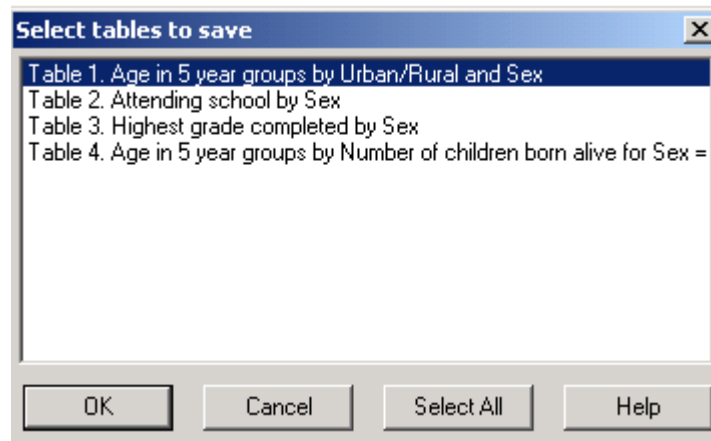 Select tables to save
Table 1. Age in 5 year groups by Urban/Rural and Sex
Table 2. Attending school by Sex
Table 3. Highest grade completed by Sex
Table 4. Age in 5 year groups by Number of children born alive for Sex =
OK Cancel Select All Help